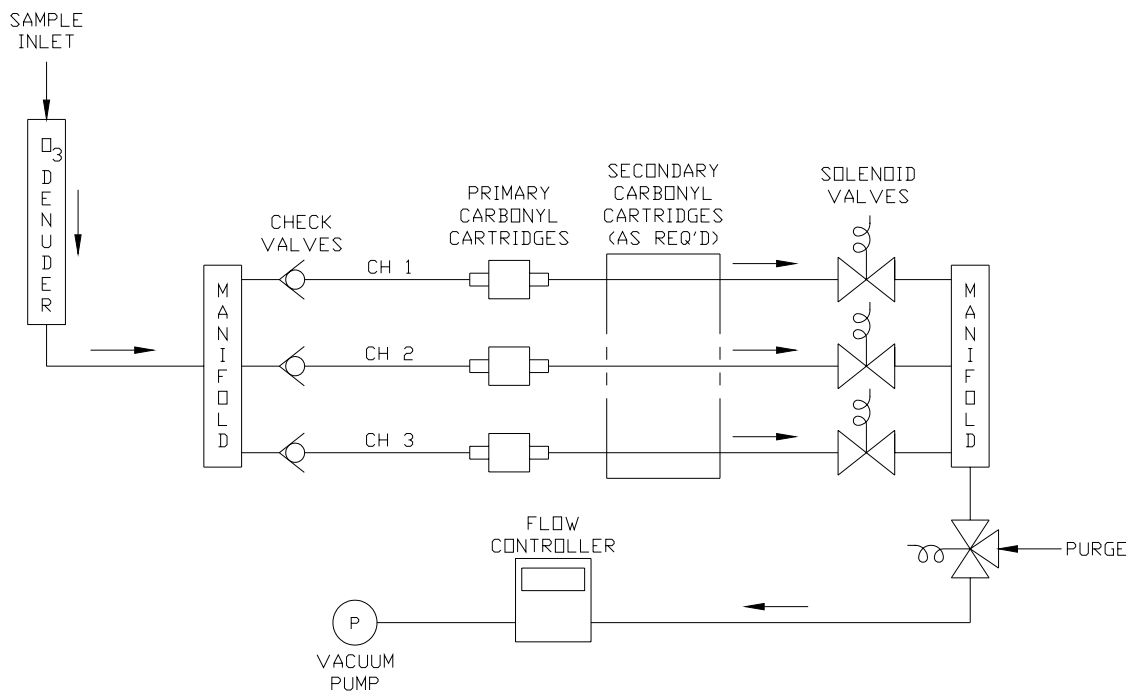 SAMPLE
INLET
O3 DENUDER
MANIFOLD
CHECK
VALVES
CH 1
CH 2
CH 3
PRIMARY
CARBONYL
CARTRIDGES
SECONDARY
CARBONYL
CARTRIDGES
(AS REQ'D)
SOLENOID
VALVES
MANIFOLD
PURGE
FLOW
CONTROLLER
P
VACUUM
PUMP